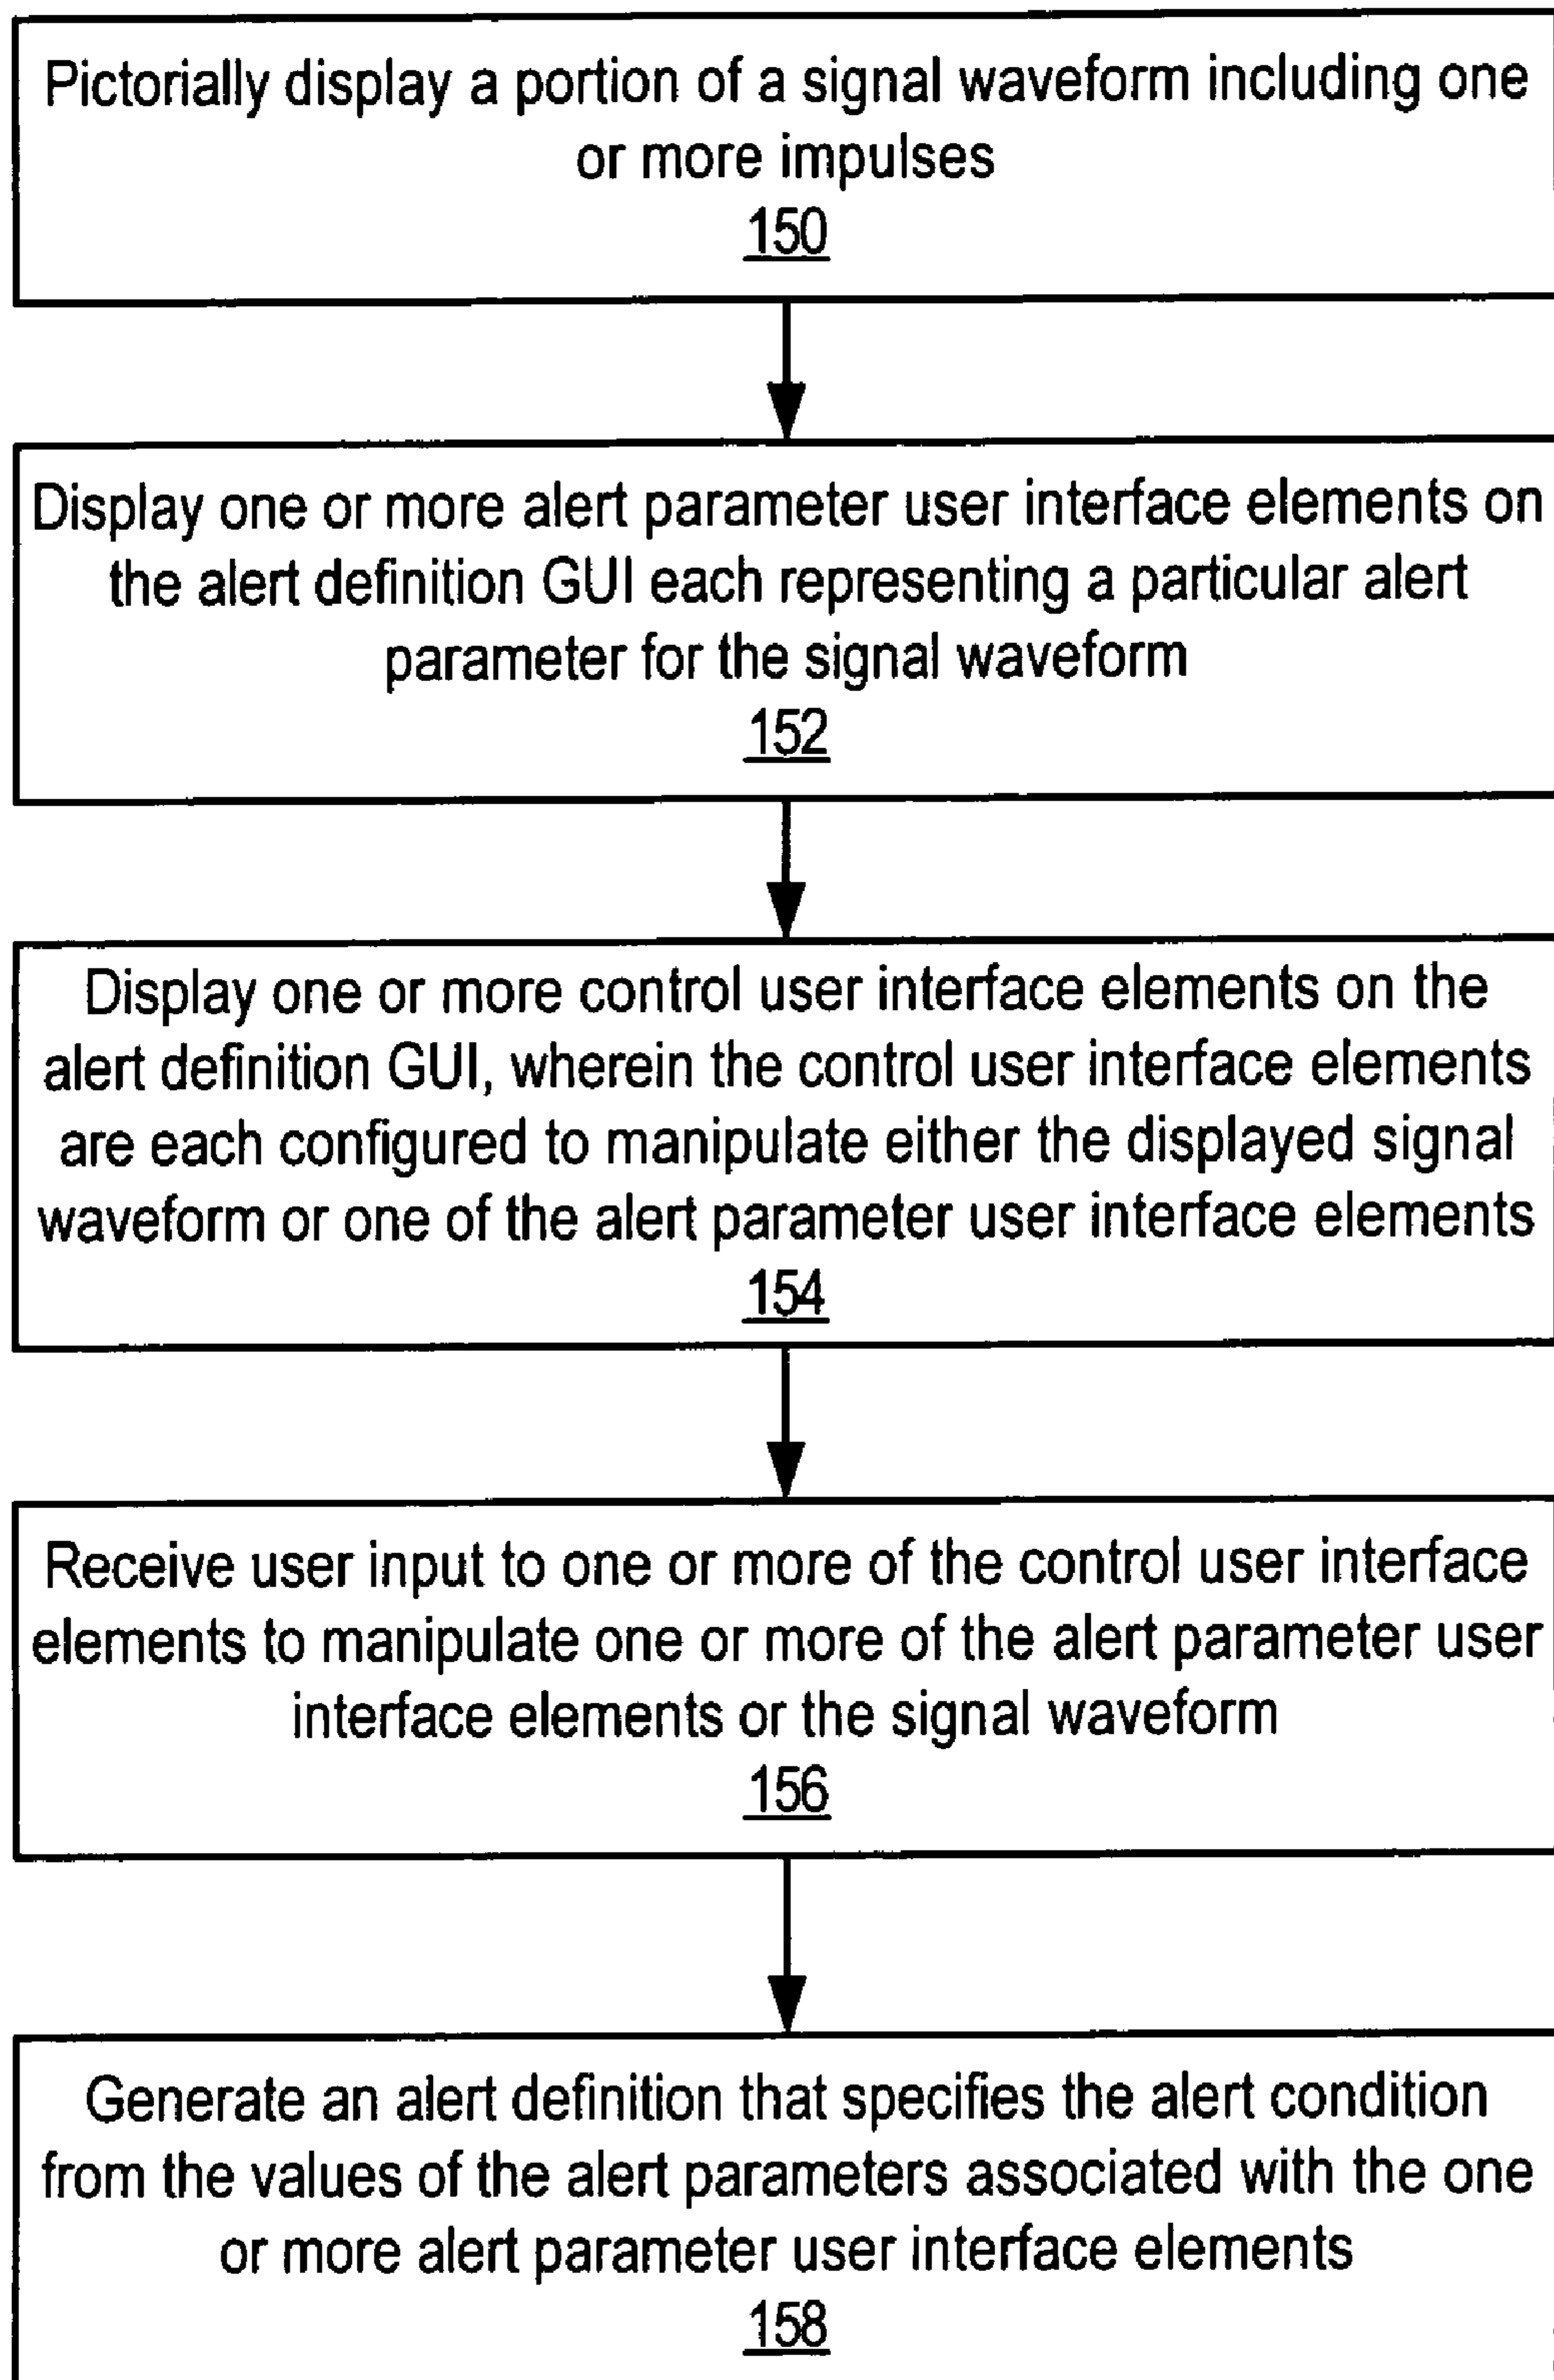 Pictorially display a portion of a signal waveform including one
or more impulses
150
Display one or more alert parameter user interface elements on
the alert definition GUI each representing a particular alert
parameter for the signal waveform
152
Display one or more control user interface elements on the
alert definition GUI, wherein the control user interface elements
are each configured to manipulate either the displayed signal
waveform or one of the alert parameter user interface elements
154
Receive user input to one or more of the control user interface
elements to manipulate one or more of the alert parameter user
interface elements or the signal waveform
156
Generate an alert definition that specifies the alert condition
from the values of the alert parameters associated with the one
or more alert parameter user interface elements
158